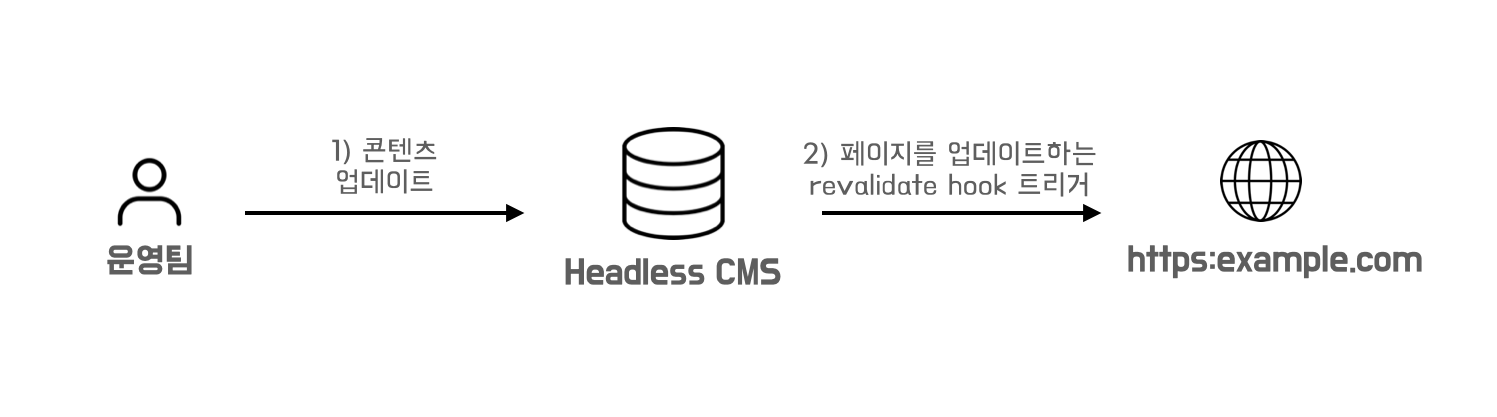 1) 콘텐츠
업데이트
2) 페이지를 업데이트하는
revalidate hook 트리거
운영팀
Headless CMS
https:example.com